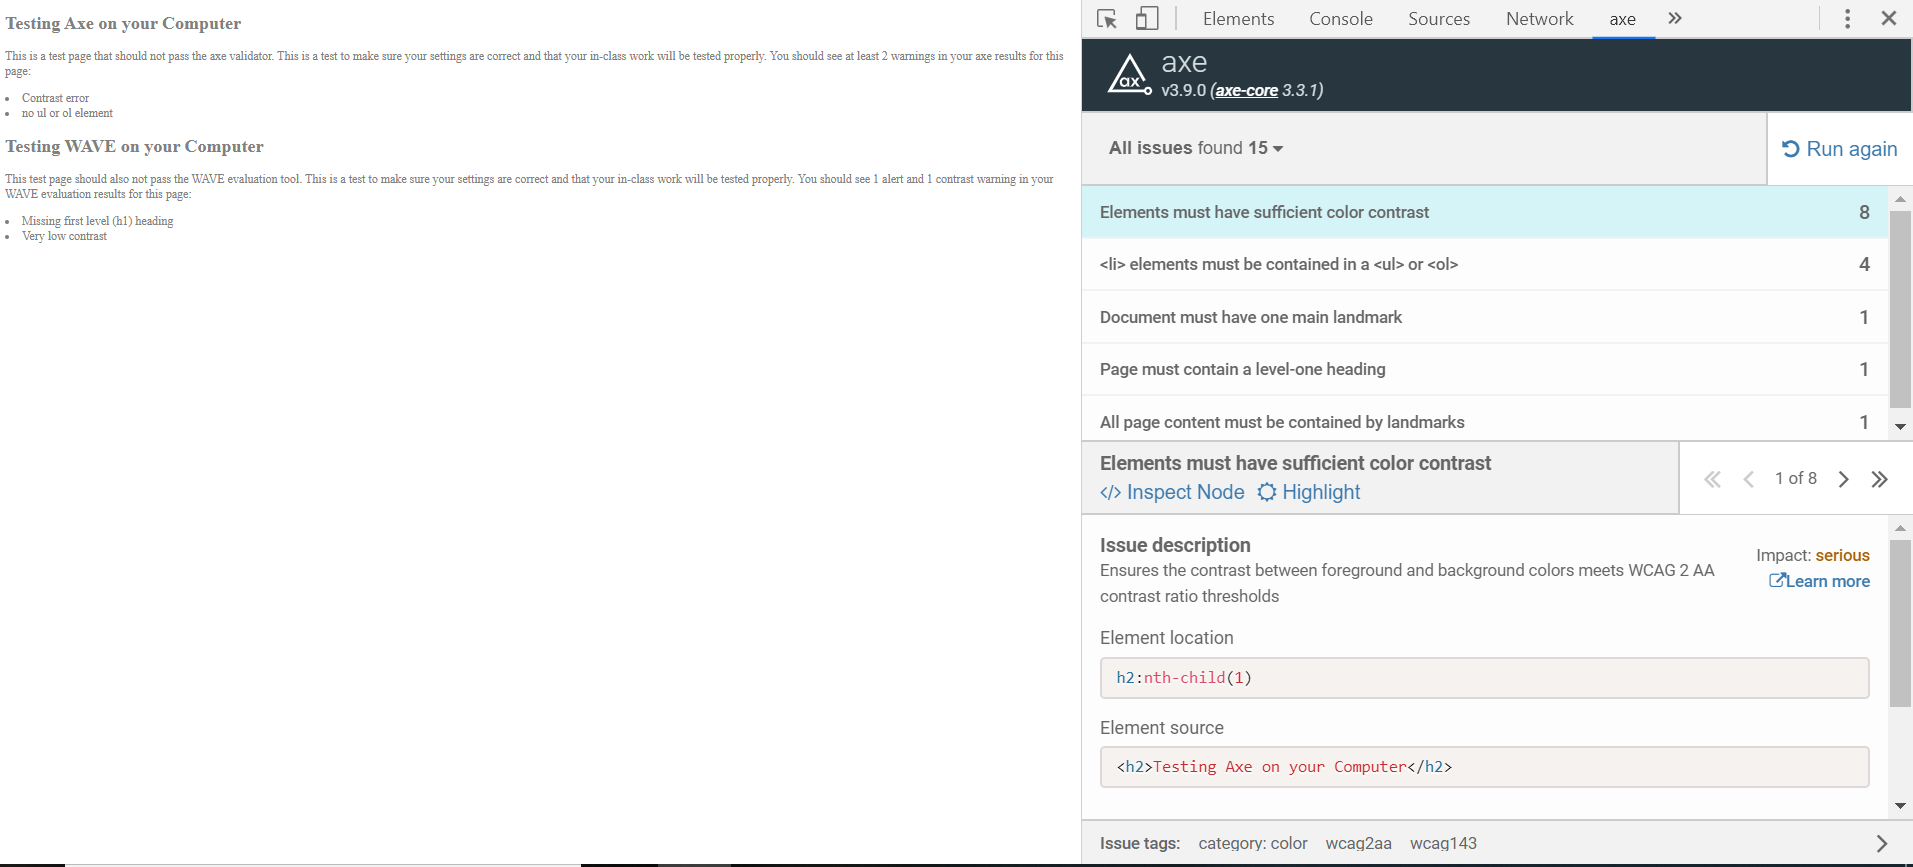 Testing Axe on your Computer
This is a test page that should not pass the axe validator. This is a test to make sure your settings are correct and that your in-class work will be tested properly. You should see at least 2 warnings in your axe results for this
page:
Contrast error
no ul or ol element
Testing WAVE on your Computer
This test page should also not pass the WAVE evaluation tool. This is a test to make sure your settings are correct and that your in-class work will be tested properly. You should see 1 alert and 1 contrast warning in your
WAVE evaluation results for this page:
Missing first level (h1) heading
Very low contrast
Elements Console Sources Network axe
ax
axe
v3.9.0 (axe-core 3.3.1)
All issues found 15
Run again
Elements must have sufficient color contrast 8
<li> elements must be contained in a <ul> or <ol> 4
Document must have one main landmark 1
Page must contain a level-one heading 1
All page content must be contained by landmarks 1
Elements must have sufficient color contrast
</> Inspect Node Highlight
1 of 8
Issue description
Impact: serious
Ensures the contrast between foreground and background colors meets WCAG 2 AA
contrast ratio thresholds
Learn more
Element location
h2:nth-child(1)
Element source
<h2>Testing Axe on your Computer</h2>
Issue tags: category: color wcag2aa wcag143